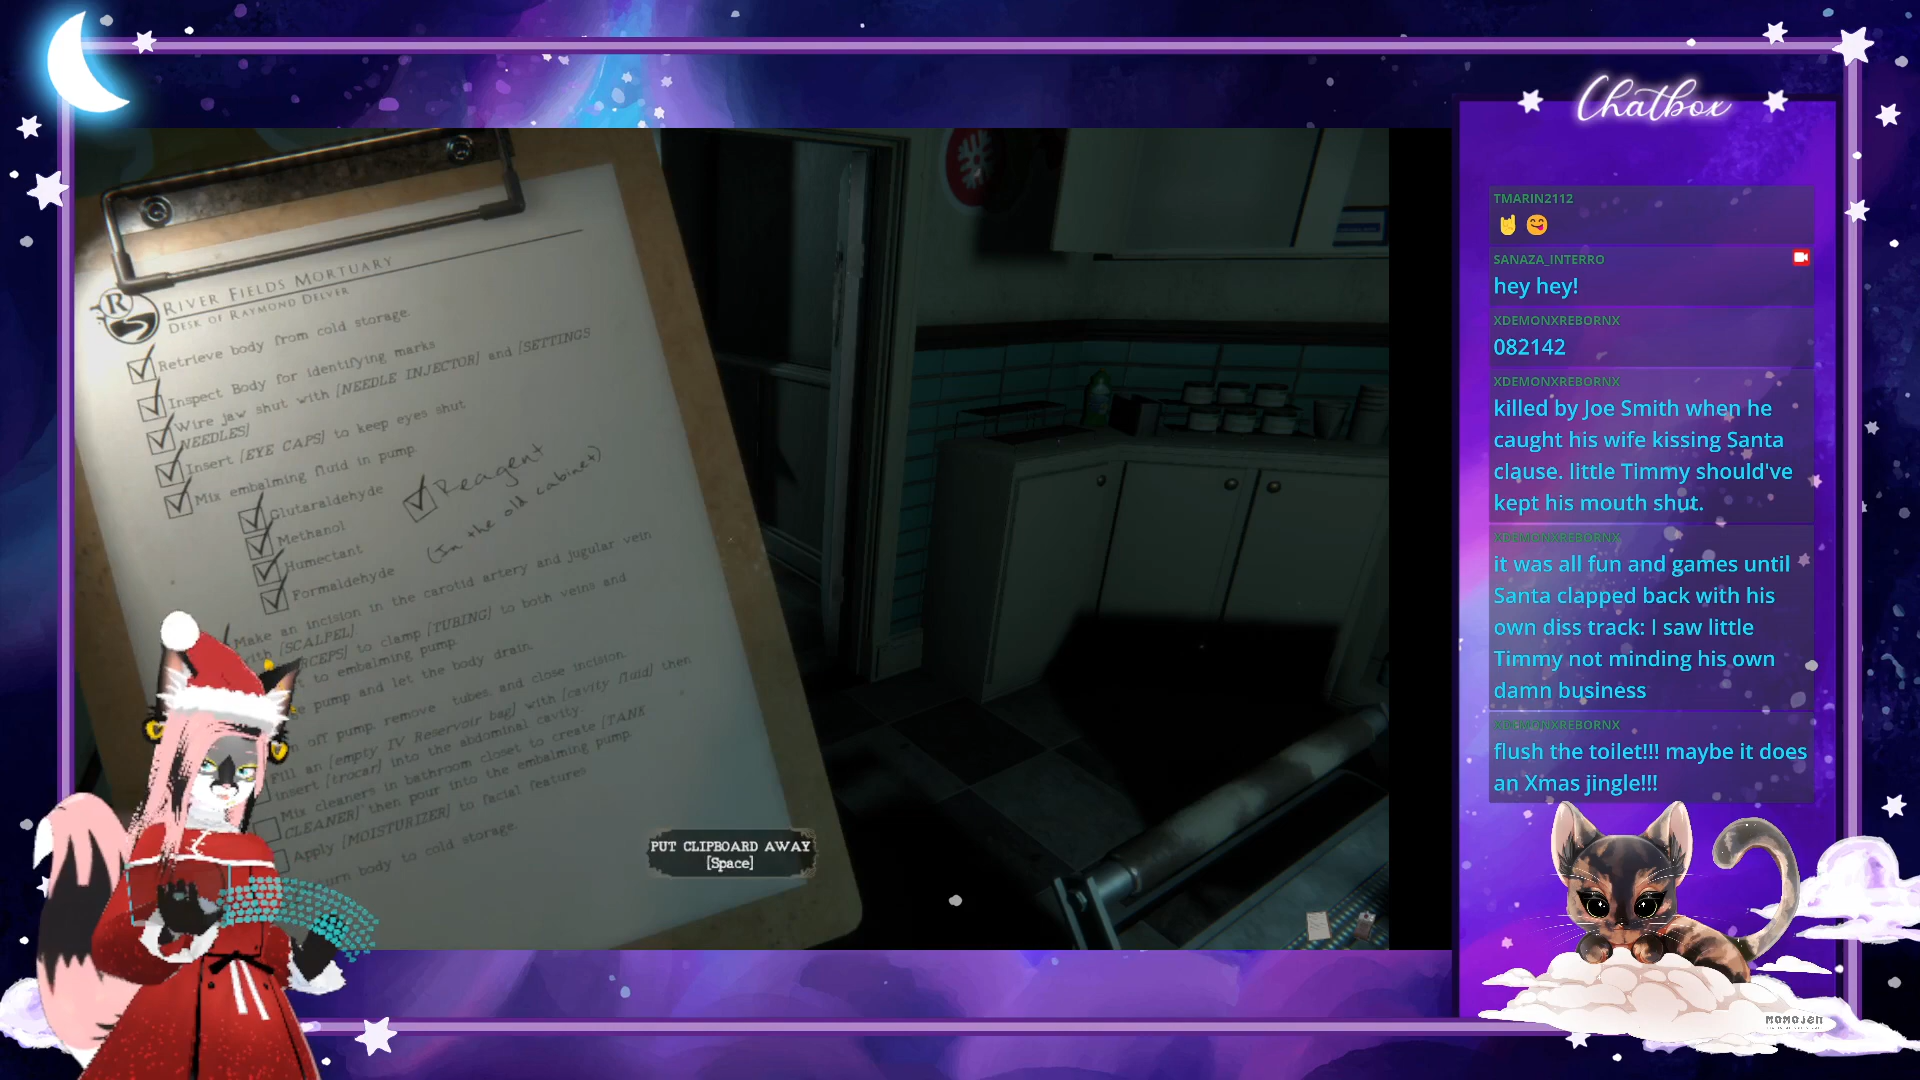 Chatbox
TMARIN2112
SANAZA_INTERRO
hey hey!
XDEMONXREBORNX
082142
XDEMONXREBORNX
killed by Joe Smith when he
caught his wife kissing Santa
clause. little Timmy should've
kept his mouth shut.
XDEMONXREBORNX
it was all fun and games until
Santa clapped back with his
own diss track: I saw little
Timmy not minding his own
damn business
XDEMONXREBORNX
flush the toilet!!! maybe it does
an Xmas jingle!!!
R
RIVER FIELDS MORTUARY
DESK OF RAYMOND DELVER
Retrieve body from cold storage.
Inspect Body for identifying marks
Wire jaw shut with [NEEDLE INJECTOR] and [SETTINGS
NEEDLES]
Insert [EYE CAPS] to keep eyes shut
Mix embalming fluid in pump.
Glutaraldehyde
Reagent
(In the old cabinet)
Methanol
Humectant
Formaldehyde
Make an incision in the carotid artery and jugular vein
with [SCALPEL]
to clamp [TUBING] to both veins and
to embalming pump.
pump and let the body drain.
off pump, remove tubes, and close incision.
Fill an [empty IV Reservoir bag] with [cavity fluid] then
insert [trocar] into the abdominal cavity.
Mix cleaners in bathroom closet to create [TANK
CLEANER] then pour into the embalming pump.
Apply [MOISTURIZER] to facial features
body to cold storage.
PUT CLIPBOARD AWAY
[Space]
MOMOJEN